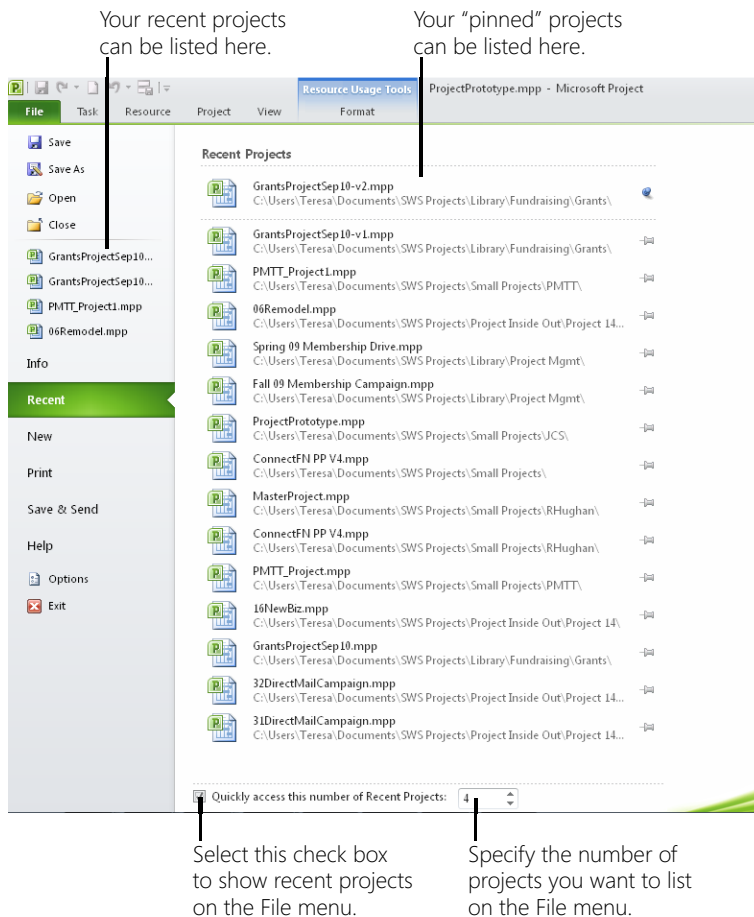 Your recent projects
can be listed here.
Your “pinned” projects
can be listed here.
Resource Usage Tools
ProjectPrototype.mpp - Microsoft Project
File Task Resource Project View Format
Save
Save As
Open
Close
GrantsProjectSep10...
GrantsProjectSep10...
PMTT_Project1.mpp
06Remodel.mpp
Info
Recent
New
Print
Save & Send
Help
Options
Exit
Recent Projects
GrantsProjectSep10-v2.mpp
C:\Users\Teresa\Documents\SWS Projects\Library\Fundraising\Grants\
GrantsProjectSep10-v1.mpp
C:\Users\Teresa\Documents\SWS Projects\Library\Fundraising\Grants\
PMTT_Project1.mpp
C:\Users\Teresa\Documents\SWS Projects\Small Projects\PMTT\
06Remodel.mpp
C:\Users\Teresa\Documents\SWS Projects\Project Inside Out\Project 14...
Spring 09 Membership Drive.mpp
C:\Users\Teresa\Documents\SWS Projects\Library\Project Mgmt\
Fall 09 Membership Campaign.mpp
C:\Users\Teresa\Documents\SWS Projects\Library\Project Mgmt\
ProjectPrototype.mpp
C:\Users\Teresa\Documents\SWS Projects\Small Projects\JCS\
ConnectFN PP V4.mpp
C:\Users\Teresa\Documents\SWS Projects\Small Projects\
MasterProject.mpp
C:\Users\Teresa\Documents\SWS Projects\Small Projects\RHughan\
ConnectFN PP V4.mpp
C:\Users\Teresa\Documents\SWS Projects\Small Projects\RHughan\
PMTT_Project.mpp
C:\Users\Teresa\Documents\SWS Projects\Small Projects\PMTT\
16NewBiz.mpp
C:\Users\Teresa\Documents\SWS Projects\Project Inside Out\Project 14\
GrantsProjectSep10.mpp
C:\Users\Teresa\Documents\SWS Projects\Library\Fundraising\Grants\
32DirectMailCampaign.mpp
C:\Users\Teresa\Documents\SWS Projects\Project Inside Out\Project 14...
31DirectMailCampaign.mpp
C:\Users\Teresa\Documents\SWS Projects\Project Inside Out\Project 14...
Quickly access this number of Recent Projects: 4
Select this check box
to show recent projects
on the File menu.
Specify the number of
projects you want to list
on the File menu.